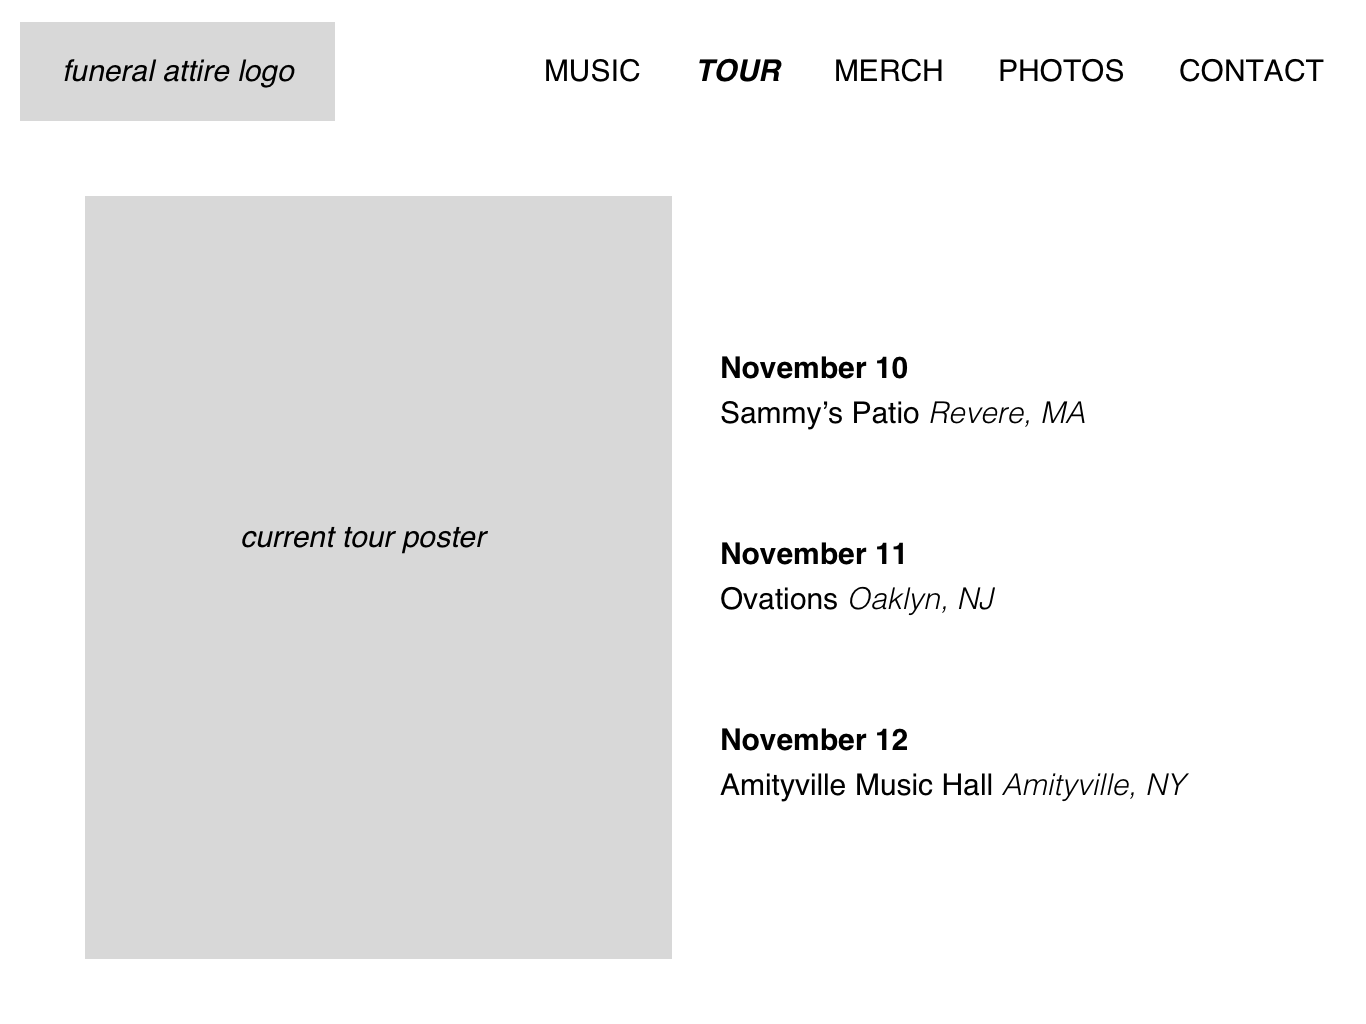 funeral attire logo
MUSIC TOUR MERCH PHOTOS CONTACT
current tour poster
November 10
Sammy’s Patio Revere, MA
November 11
Ovations Oaklyn, NJ
November 12
Amityville Music Hall Amityville, NY